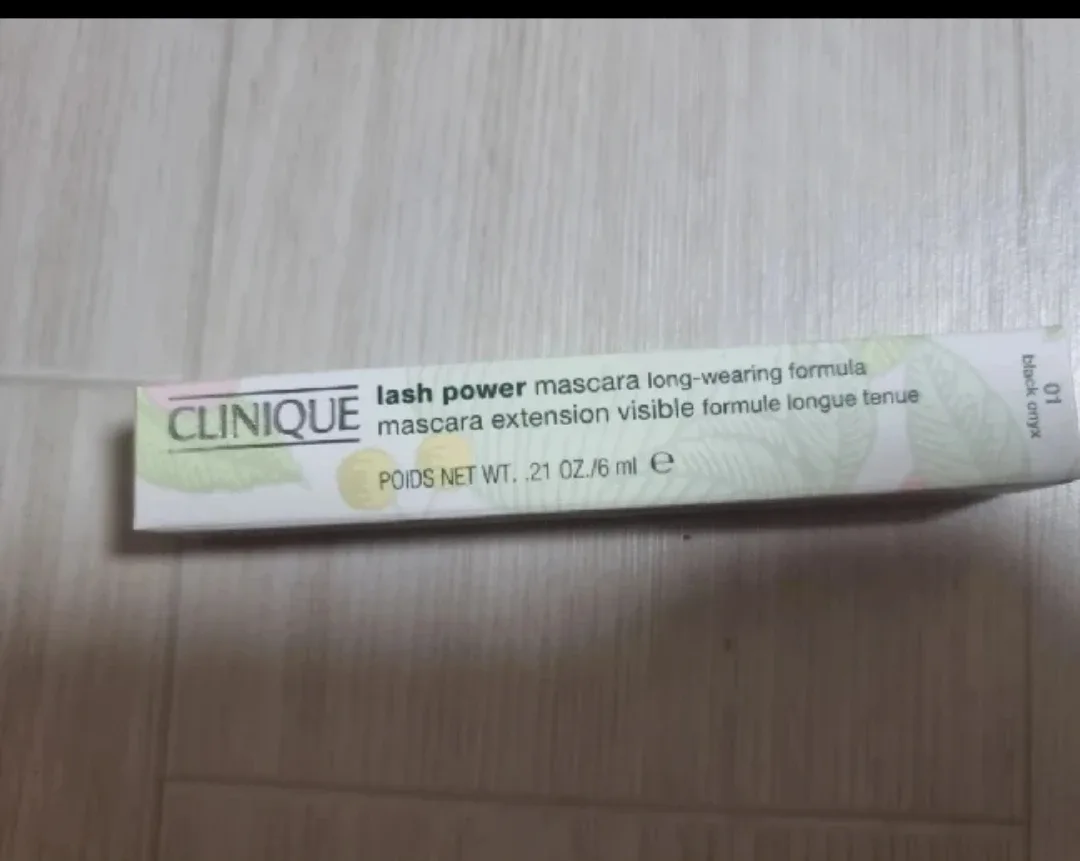 CLINIQUE
lash power mascara long-wearing formula
mascara extension visible formule longue tenue
POIDS NET WT. .21 OZ./6 ml ℮
01
black onyx